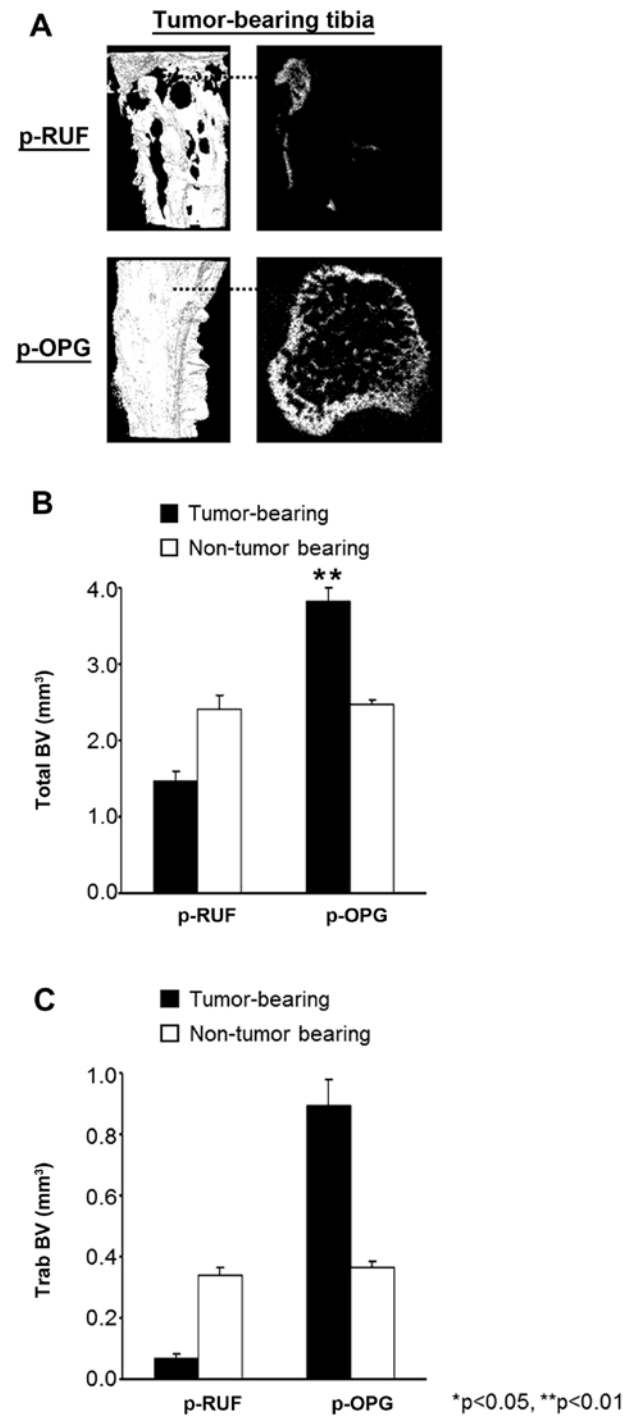 A
Tumor-bearing tibia
p-RUF
p-OPG
B
Tumor-bearing
Non-tumor bearing
**
4.0
3.0
2.0
1.0
0.0
Total BV (mm³)
p-RUF p-OPG
C
Tumor-bearing
Non-tumor bearing
1.0
0.8
0.6
0.4
0.2
0.0
Trab BV (mm³)
p-RUF p-OPG
*p<0.05, **p<0.01